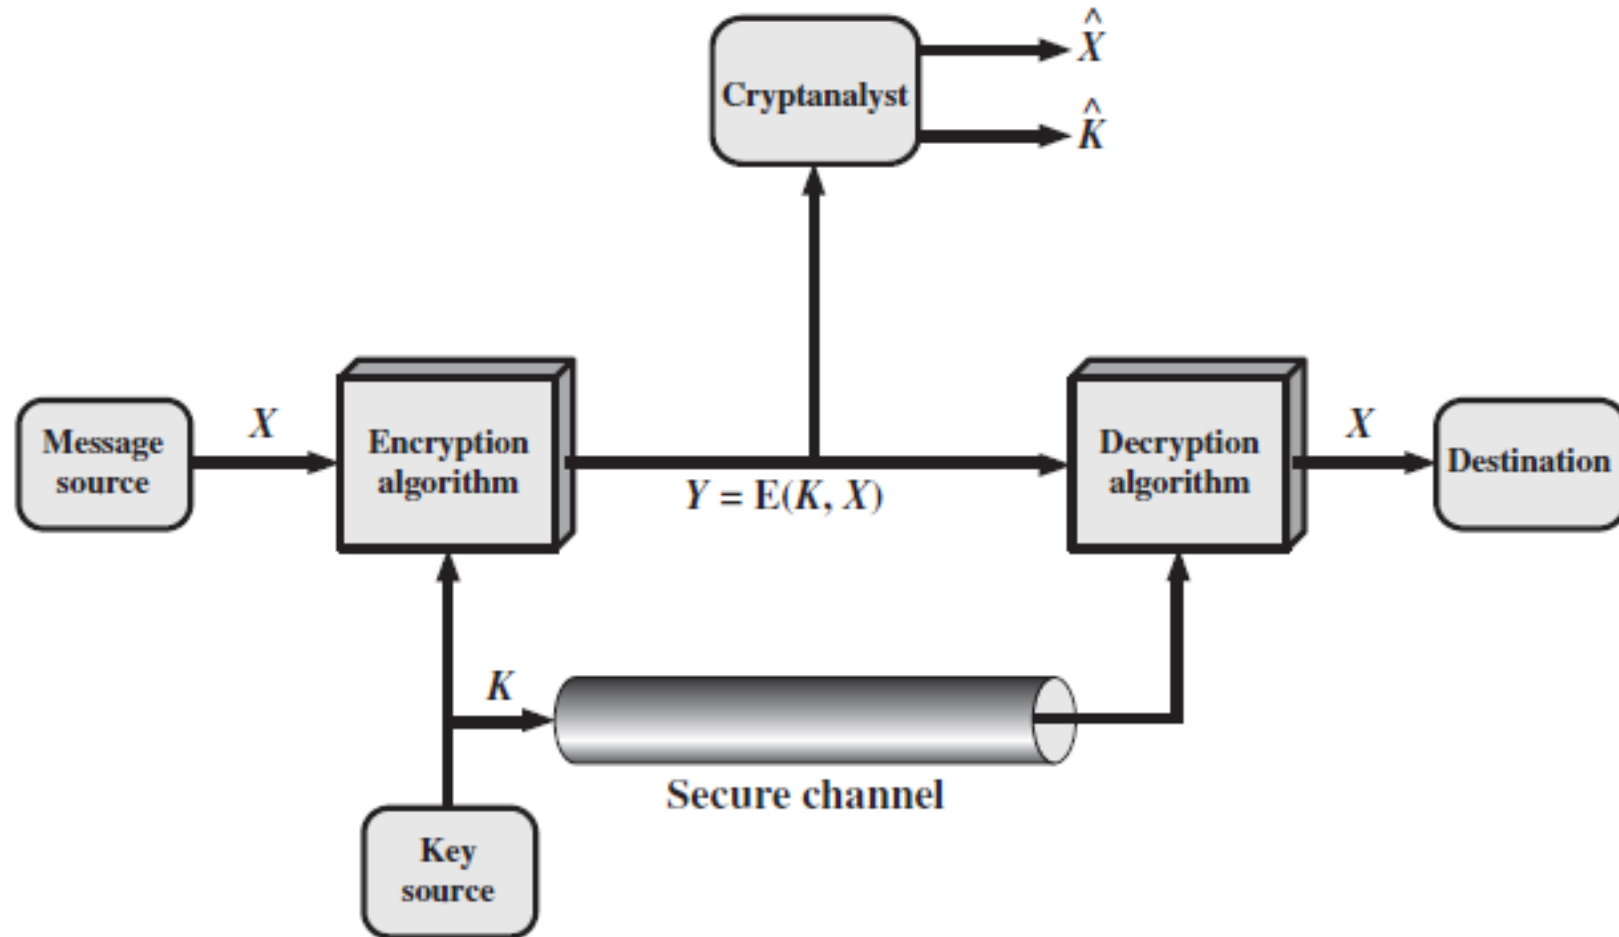 X̂
Cryptanalyst
K̂
Message
source
X
Encryption
algorithm
Y = E(K, X)
Decryption
algorithm
X
Destination
K
Secure channel
Key
source